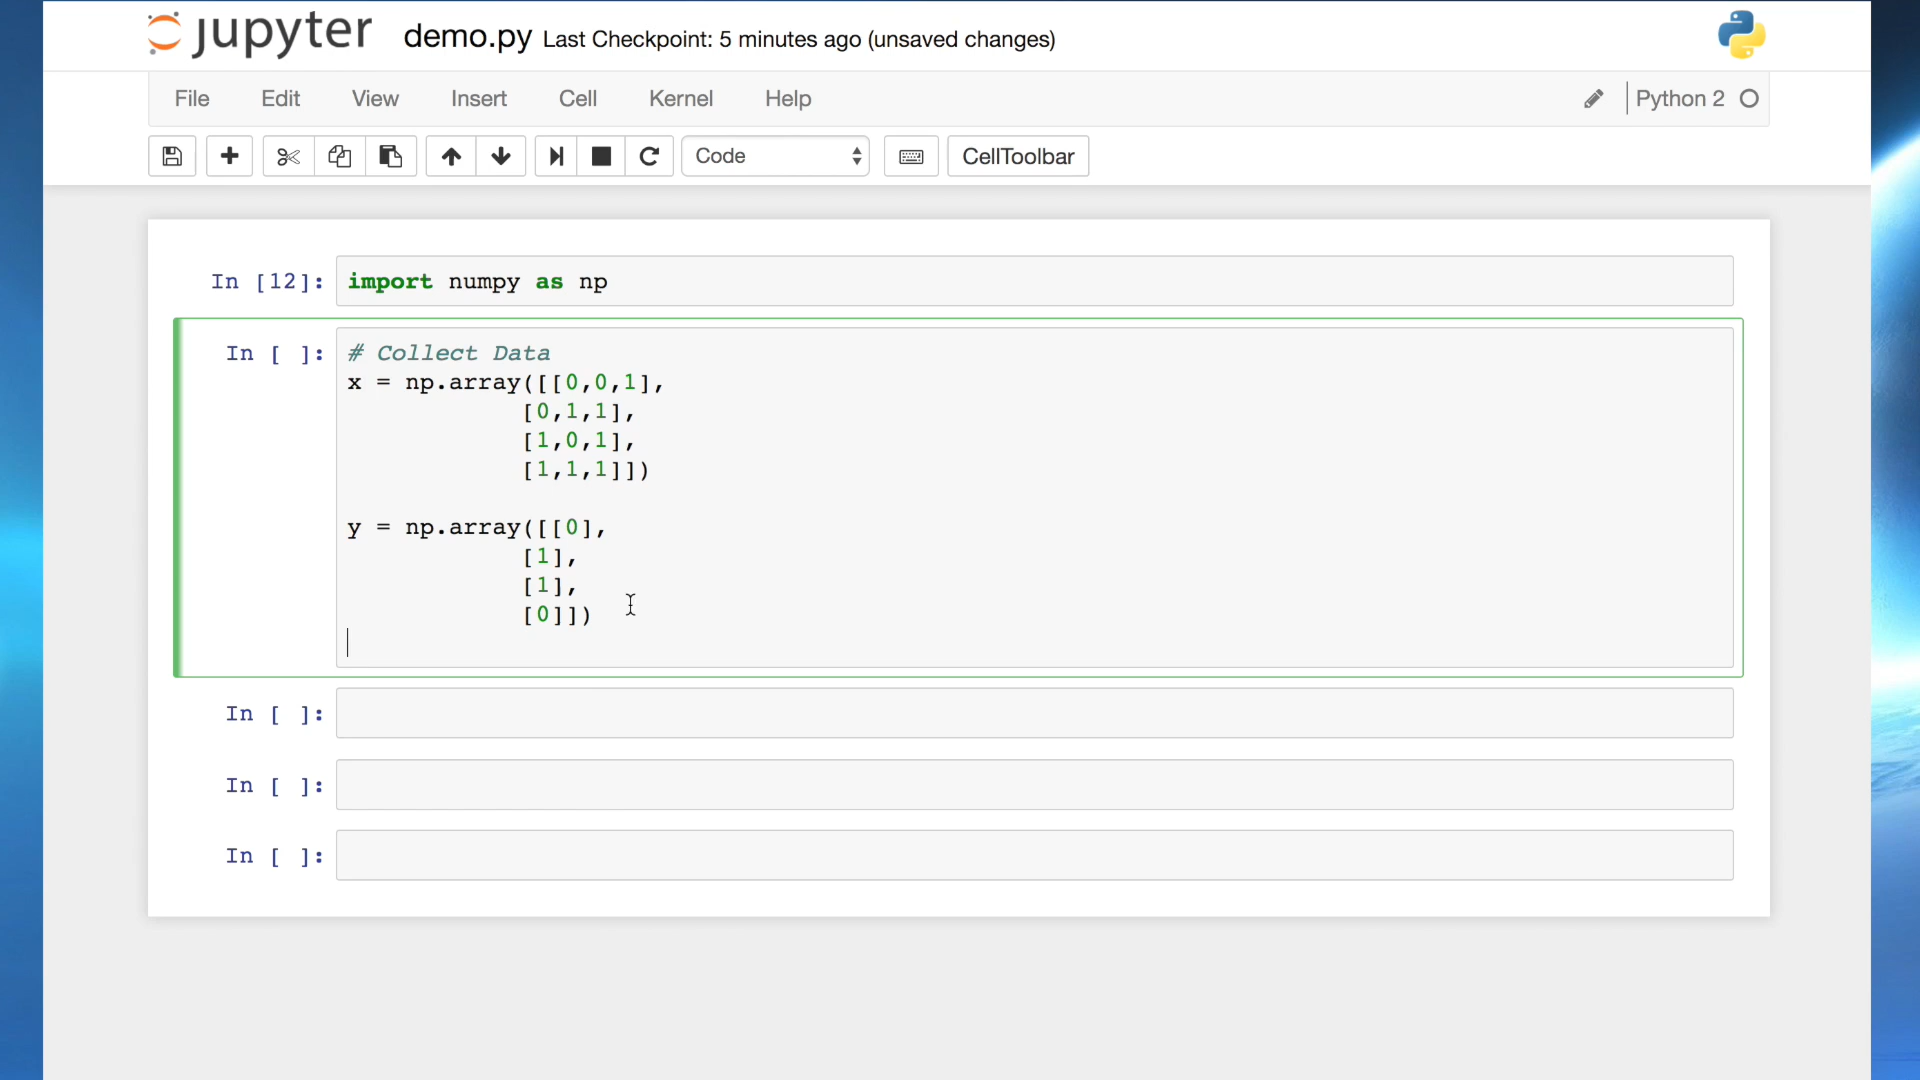 jupyter demo.py Last Checkpoint: 5 minutes ago (unsaved changes)
File Edit View Insert Cell Kernel Help Python 2
Code CellToolbar
In [12]: import numpy as np
In [ ]: # Collect Data
x = np.array([[0,0,1],
[0,1,1],
[1,0,1],
[1,1,1]])
y = np.array([[0],
[1],
[1],
[0]])
In [ ]:
In [ ]:
In [ ]: